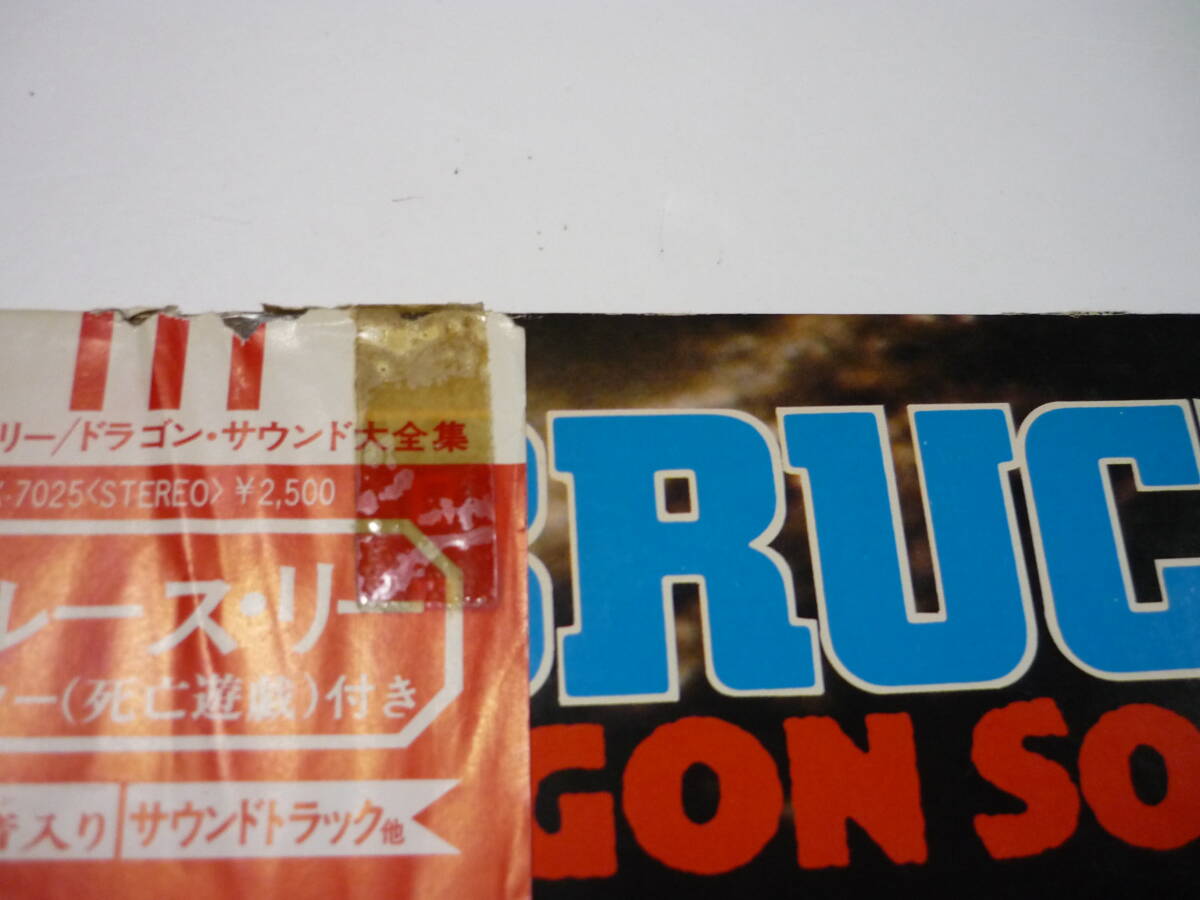 リー/ドラゴン・サウンド大全集
・7025〈STEREO〉￥2,500
ルース・リー
ター(死亡遊戯)付き
音入り サウンドトラック他
BRUC
GON SO